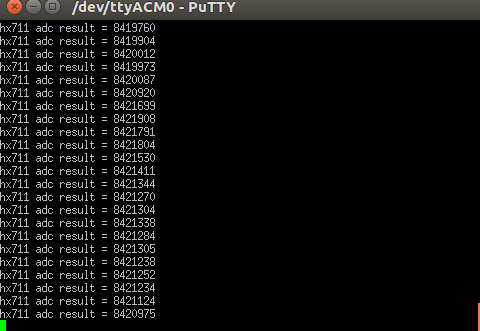 /dev/ttyACM0 - PuTTY
hx711 adc result = 8419760
hx711 adc result = 8419904
hx711 adc result = 8420012
hx711 adc result = 8419973
hx711 adc result = 8420087
hx711 adc result = 8420920
hx711 adc result = 8421699
hx711 adc result = 8421908
hx711 adc result = 8421791
hx711 adc result = 8421804
hx711 adc result = 8421530
hx711 adc result = 8421411
hx711 adc result = 8421344
hx711 adc result = 8421270
hx711 adc result = 8421304
hx711 adc result = 8421338
hx711 adc result = 8421284
hx711 adc result = 8421305
hx711 adc result = 8421238
hx711 adc result = 8421252
hx711 adc result = 8421234
hx711 adc result = 8421124
hx711 adc result = 8420975